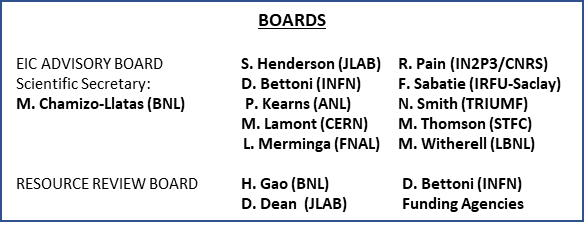 BOARDS
EIC ADVISORY BOARD S. Henderson (JLAB) R. Pain (IN2P3/CNRS)
Scientific Secretary: D. Bettoni (INFN) F. Sabatie (IRFU-Saclay)
M. Chamizo-Llatas (BNL) P. Kearns (ANL) N. Smith (TRIUMF)
M. Lamont (CERN) M. Thomson (STFC)
L. Merminga (FNAL) M. Witherell (LBNL)
RESOURCE REVIEW BOARD H. Gao (BNL) D. Bettoni (INFN)
D. Dean (JLAB) Funding Agencies